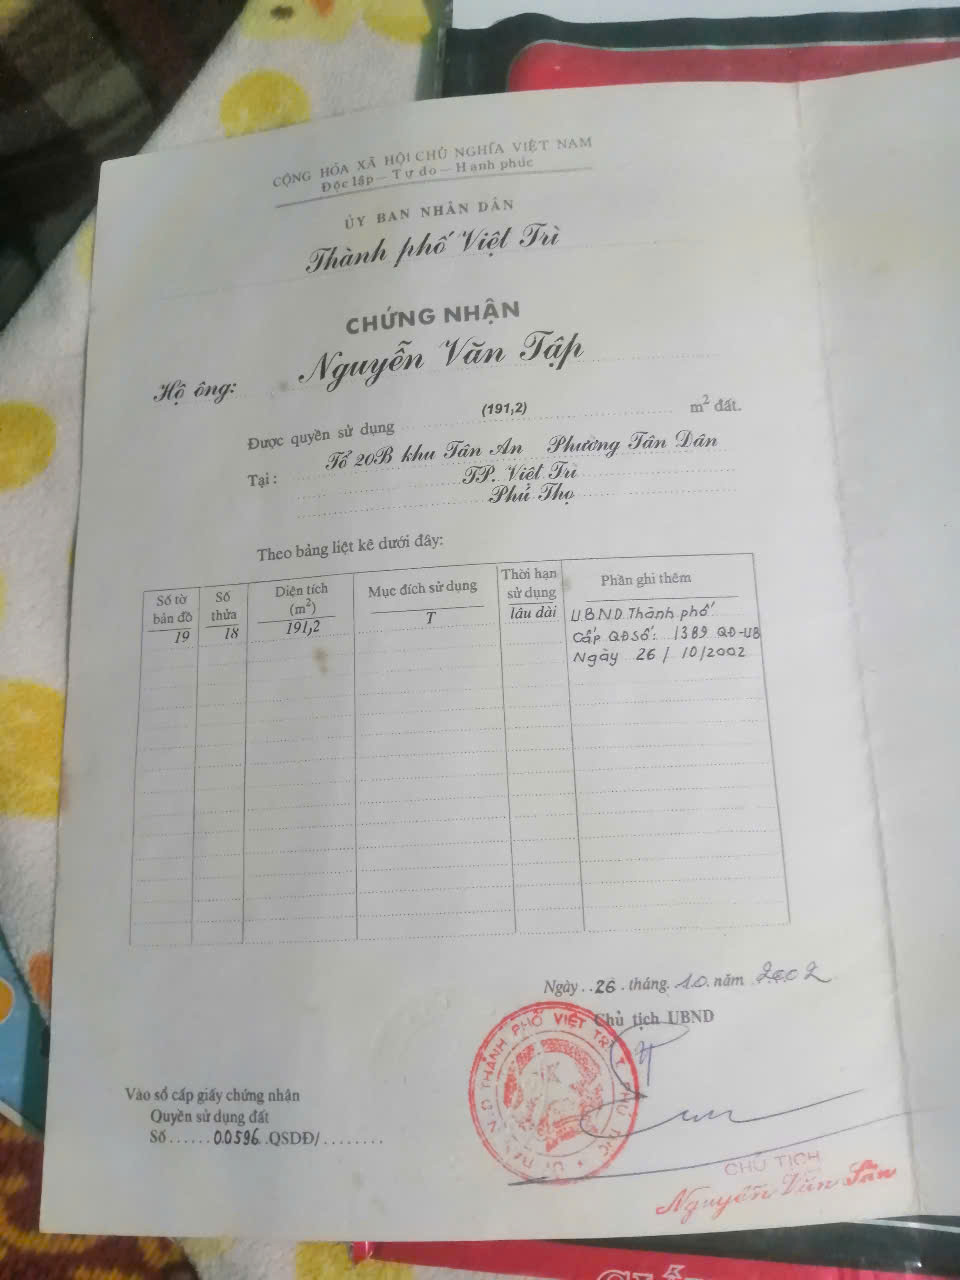 CỘNG HÒA XÃ HỘI CHỦ NGHĨA VIỆT NAM
Độc lập – Tự do – Hạnh phúc
ỦY BAN NHÂN DÂN
Thành phố Việt Trì
CHỨNG NHẬN
Hộ ông: Nguyễn Văn Tập
Được quyền sử dụng (191,2) m2 đất.
Tại : Tổ 20B khu Tân An Phường Tân Dân
TP. Việt Trì
Phú Thọ
Theo bảng liệt kê dưới đây:
Số tờ bản đồ Số thửa Diện tích (m2) Mục đích sử dụng Thời hạn sử dụng Phần ghi thêm
19 18 191,2 T lâu dài UBND Thành phố
Cấp QĐ Số: 1389 QĐ-UB
Ngày 26 / 10/2002
Ngày..26.tháng.10.năm 2002
Chủ tịch UBND
THÀNH PHỐ VIỆT TRÌ
Vào sổ cấp giấy chứng nhận
Quyền sử dụng đất
Số......00596.QSDĐ/........
CHỦ TỊCH
Nguyễn Văn